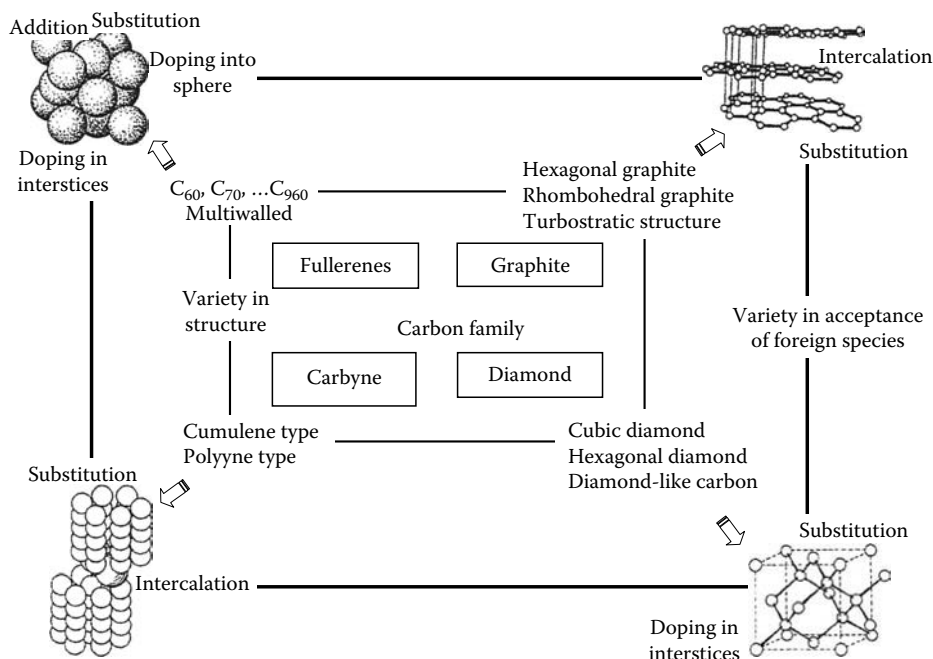 Addition Substitution
Doping into
sphere
Intercalation
Doping in
interstices
Substitution
C60, C70, ...C960
Multiwalled
Hexagonal graphite
Rhombohedral graphite
Turbostratic structure
Fullerenes
Graphite
Variety in
structure
Carbon family
Variety in acceptance
of foreign species
Carbyne
Diamond
Cumulene type
Polyyne type
Cubic diamond
Hexagonal diamond
Diamond-like carbon
Substitution
Intercalation
Substitution
Doping in
interstices